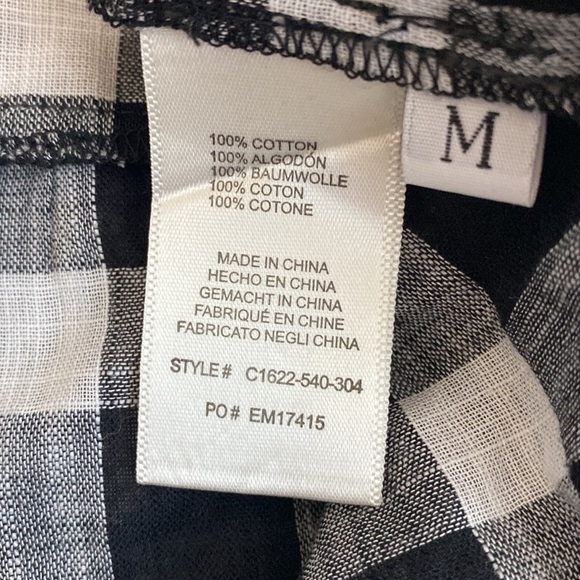 100% COTTON
100% ALGODÓN
100% BAUMWOLLE
100% COTON
100% COTONE
M
MADE IN CHINA
HECHO EN CHINA
GEMACHT IN CHINA
FABRIQUÉ EN CHINE
FABRICATO NEGLI CHINA
STYLE# C1622-540-304
PO# EM17415